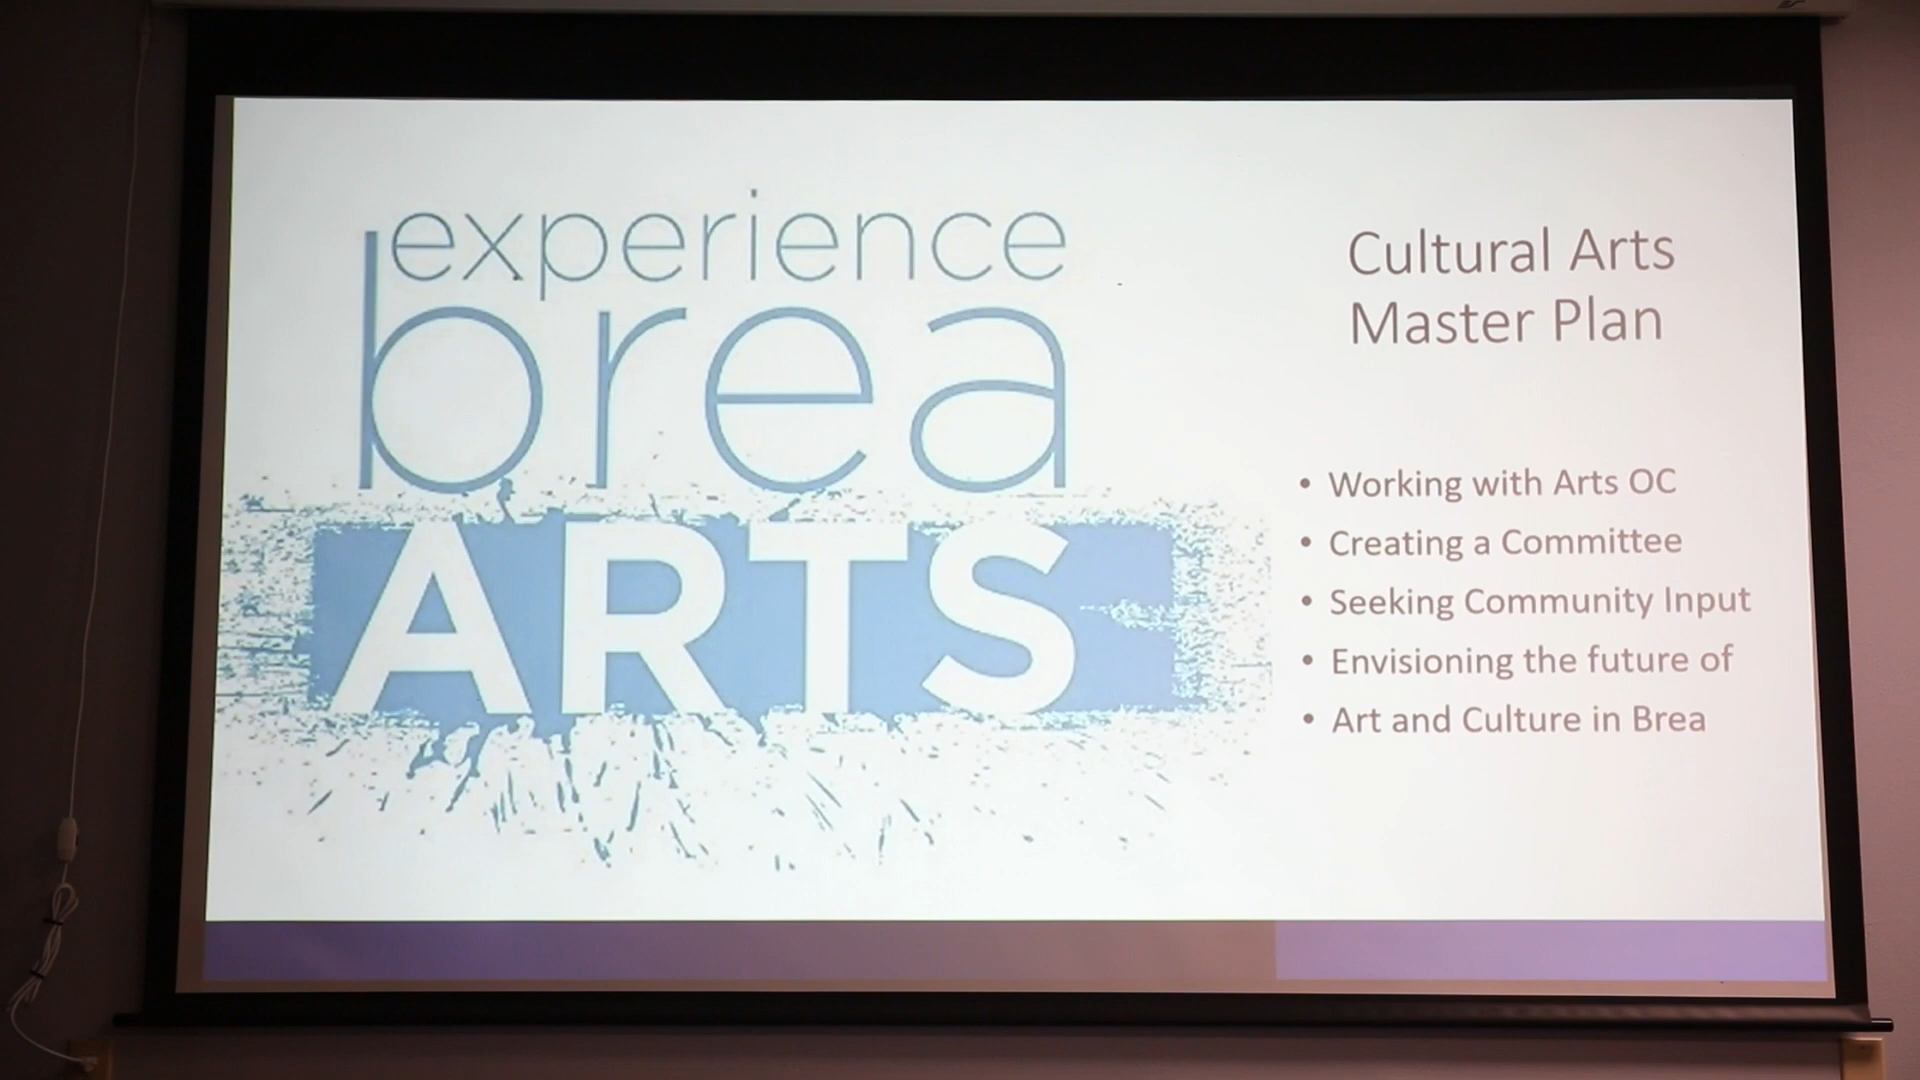 experience
brea
ARTS
Cultural Arts
Master Plan
• Working with Arts OC
• Creating a Committee
• Seeking Community Input
• Envisioning the future of
• Art and Culture in Brea